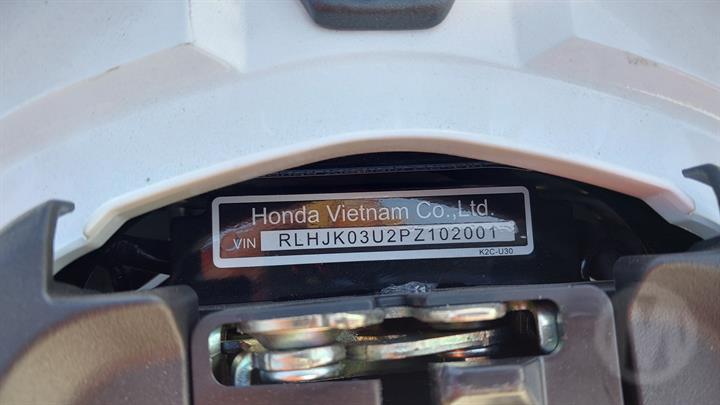 Honda Vietnam Co.,Ltd.
VIN RLHJK03U2PZ102001
K2C-U30